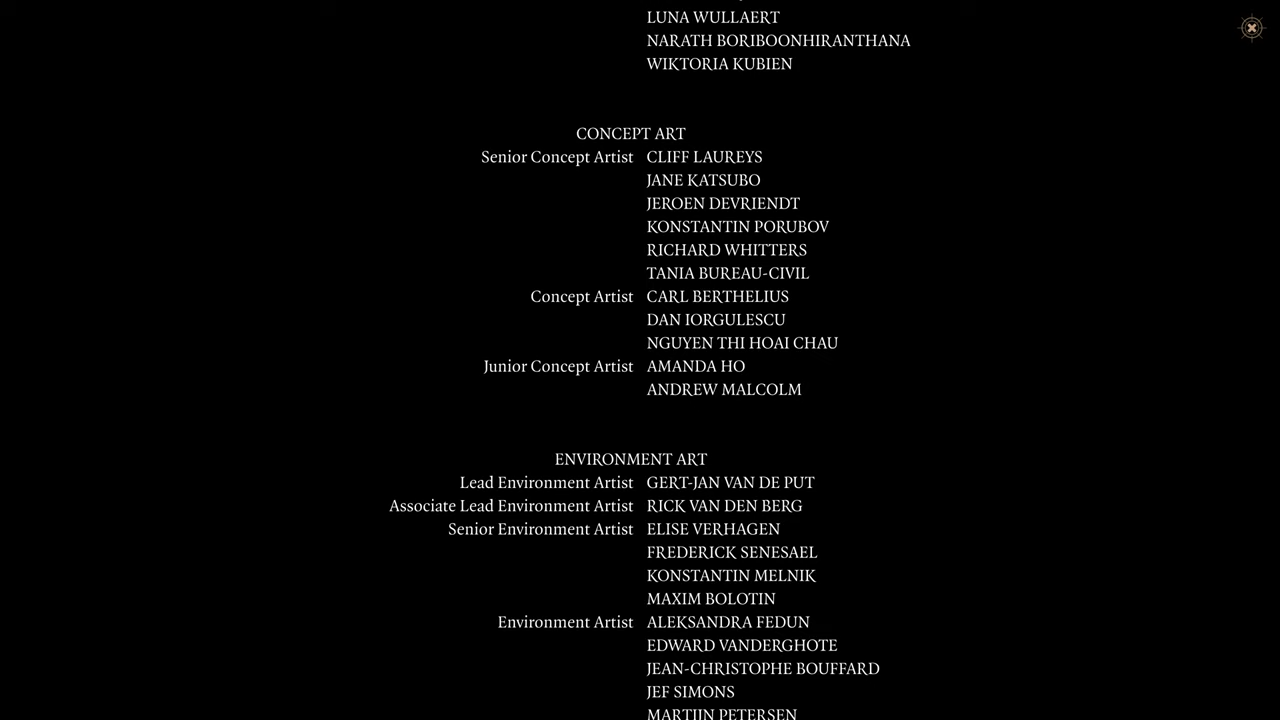 LUNA WULLAERT
NARATH BORIBOONHIRANTHANA
WIKTORIA KUBIEN
CONCEPT ART
Senior Concept Artist CLIFF LAUREYS
JANE KATSUBO
JEROEN DEVRIENDT
KONSTANTIN PORUBOV
RICHARD WHITTERS
TANIA BUREAU-CIVIL
Concept Artist CARL BERTHELIUS
DAN IORGULESCU
NGUYEN THI HOAI CHAU
Junior Concept Artist AMANDA HO
ANDREW MALCOLM
ENVIRONMENT ART
Lead Environment Artist GERT-JAN VAN DE PUT
Associate Lead Environment Artist RICK VAN DEN BERG
Senior Environment Artist ELISE VERHAGEN
FREDERICK SENESAEL
KONSTANTIN MELNIK
MAXIM BOLOTIN
Environment Artist ALEKSANDRA FEDUN
EDWARD VANDERGHOTE
JEAN-CHRISTOPHE BOUFFARD
JEF SIMONS
MARTIJN PETERSEN